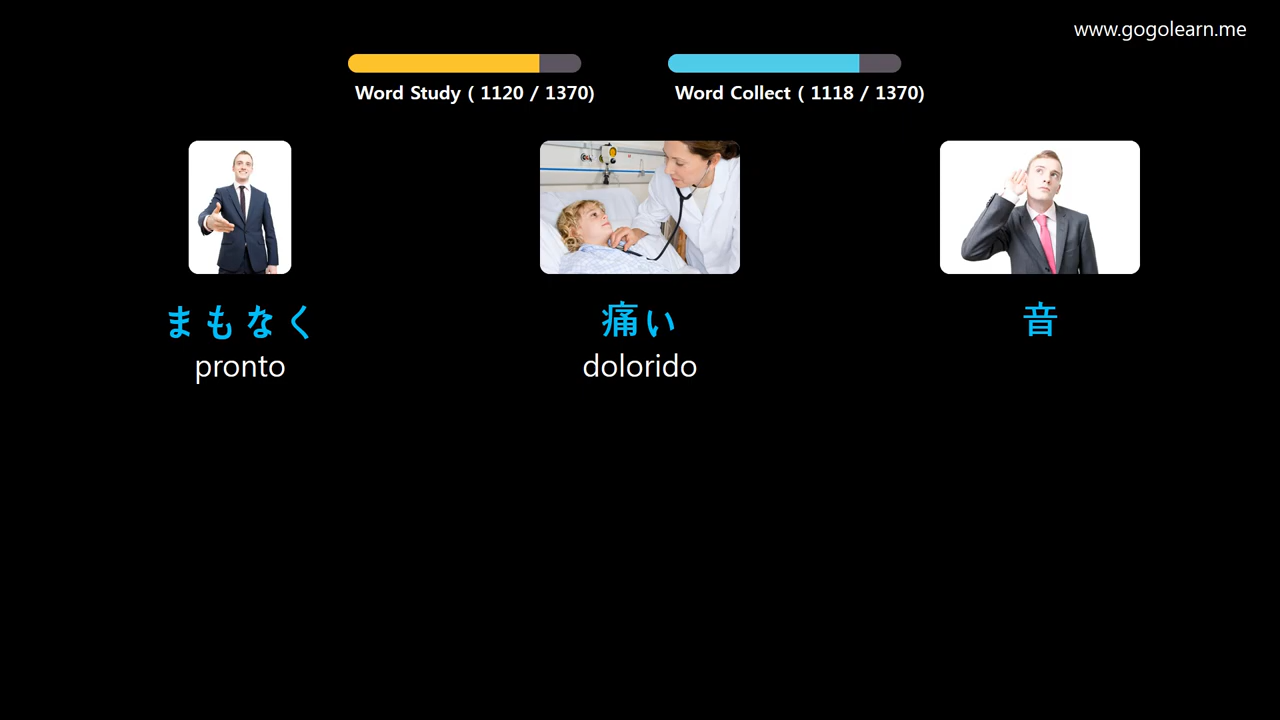 www.gogolearn.me
Word Study ( 1120 / 1370)
Word Collect ( 1118 / 1370)
まもなく
pronto
痛い
dolorido
音